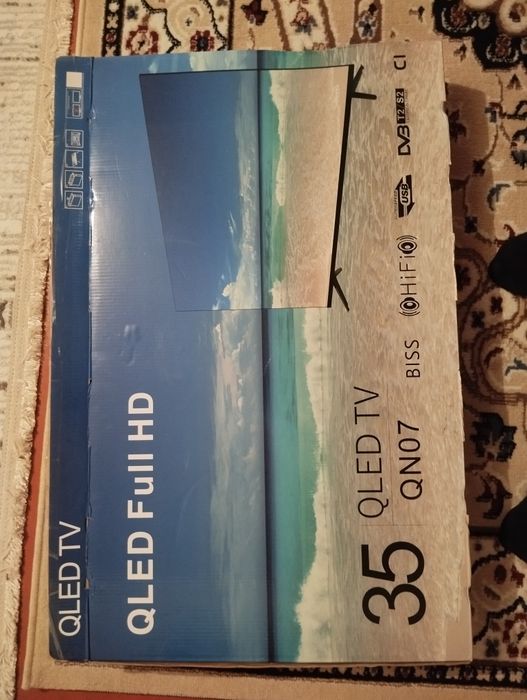 QLED TV
QLED Full HD
35 QLED TV
QN07
BISS
HiFi
USB
DVB T2 S2
CI